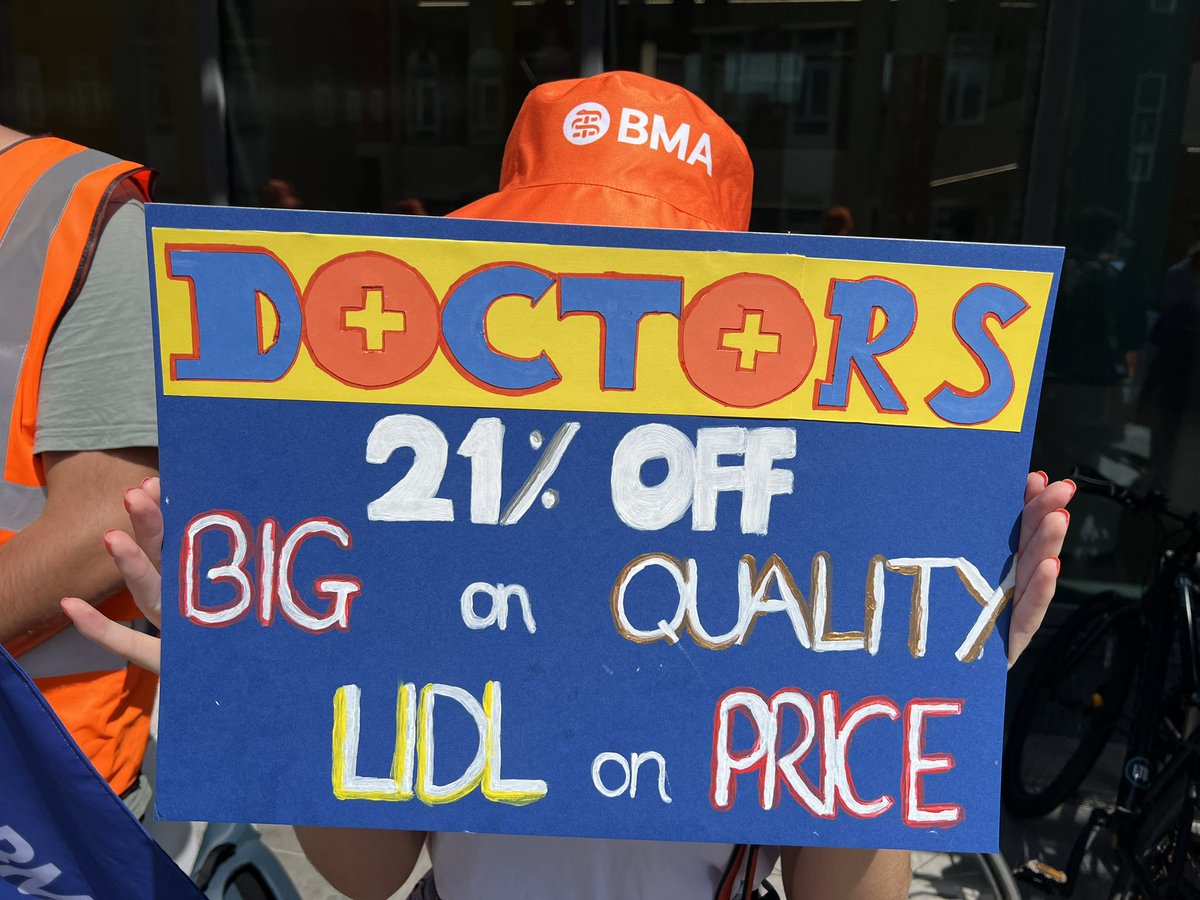 BMA
DOCTORS
21% OFF
BIG on QUALITY
LIDL on PRICE